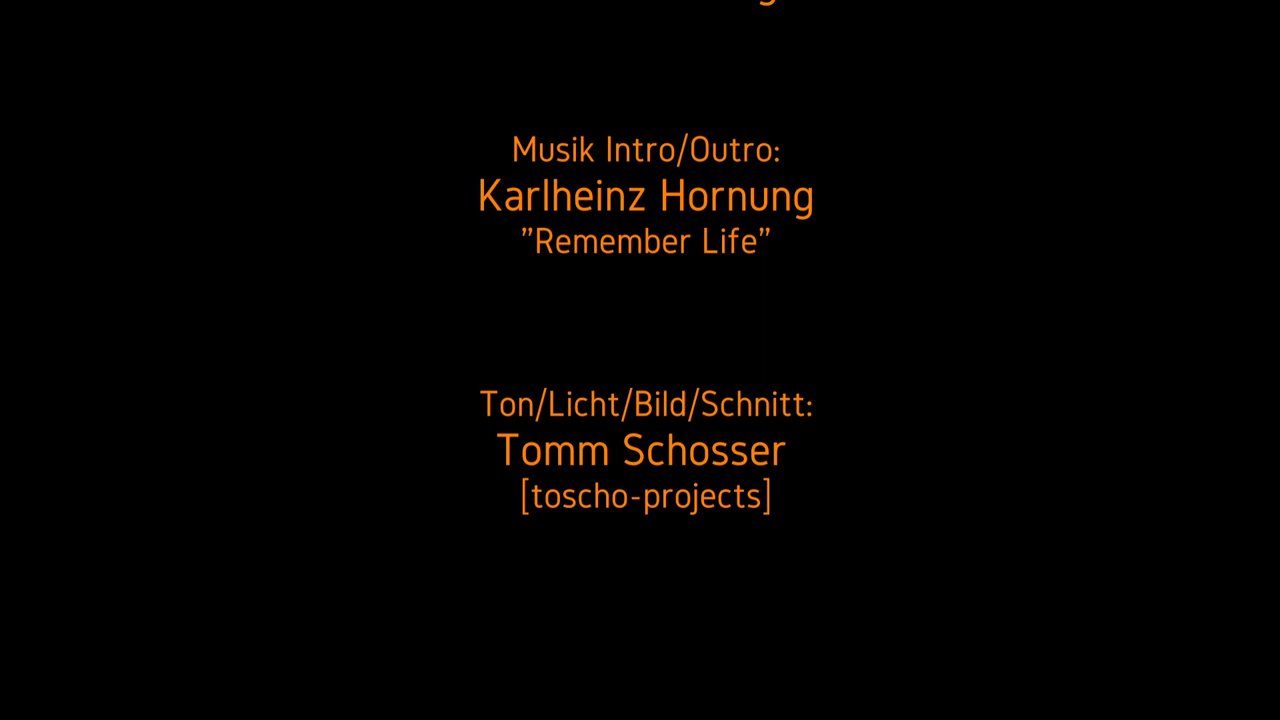 Musik Intro/Outro:
Karlheinz Hornung
”Remember Life”
Ton/Licht/Bild/Schnitt:
Tomm Schosser
[toscho-projects]